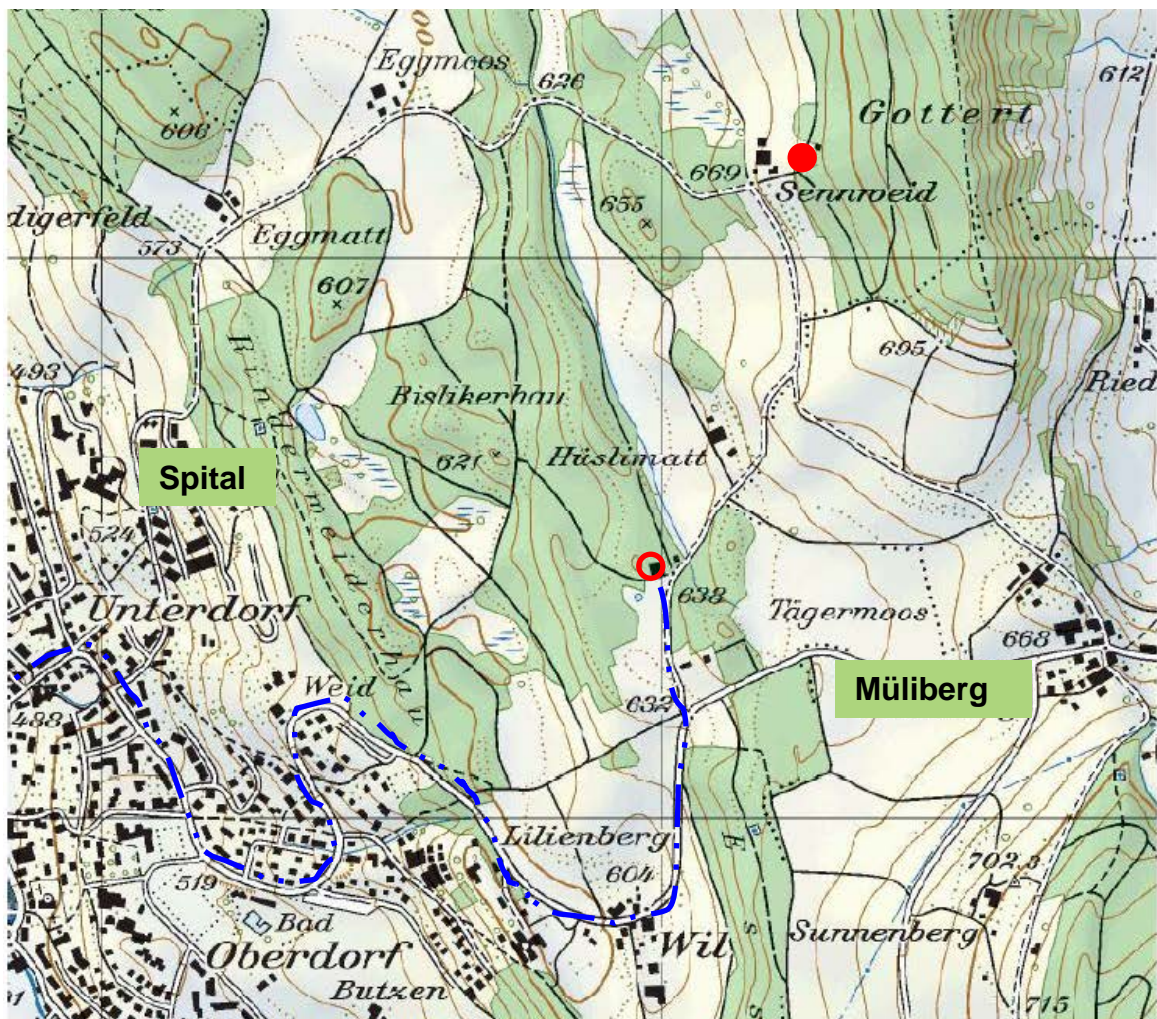 Eggmoos
626
612
606
Gottert
669
Sennweid
655
digerfeld
573
Eggmatt
607
695
493
Ried
Rislikerhau
Rindermeiderhau
Spital
621
Hüslimatt
524
Unterdorf
638
Tägermoos
668
Müliberg
Weid
632
488
Lilienberg
519
604
702,3
Bad
Wil
Sunnenberg
Oberdorf
Butzen
715